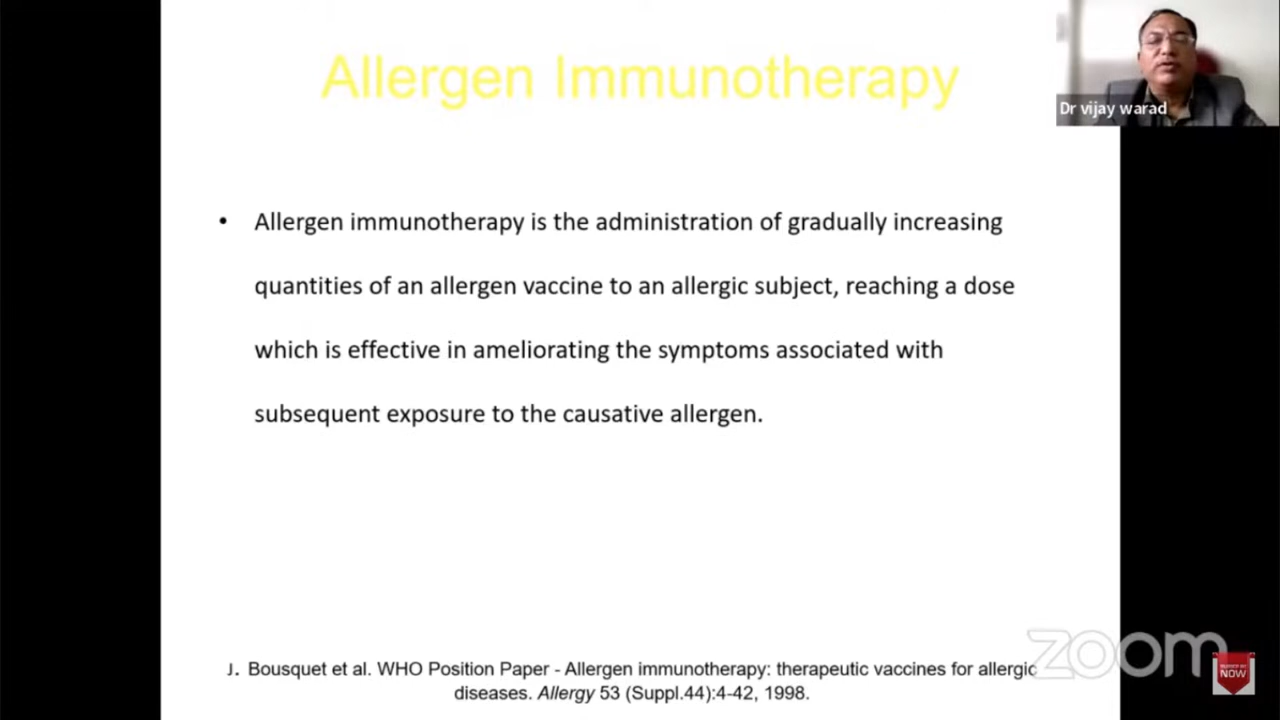 Allergen Immunotherapy
Dr vijay warad
• Allergen immunotherapy is the administration of gradually increasing
quantities of an allergen vaccine to an allergic subject, reaching a dose
which is effective in ameliorating the symptoms associated with
subsequent exposure to the causative allergen.
J. Bousquet et al. WHO Position Paper - Allergen immunotherapy: therapeutic vaccines for allergic
diseases. Allergy 53 (Suppl.44):4-42, 1998.
zoom
NOW